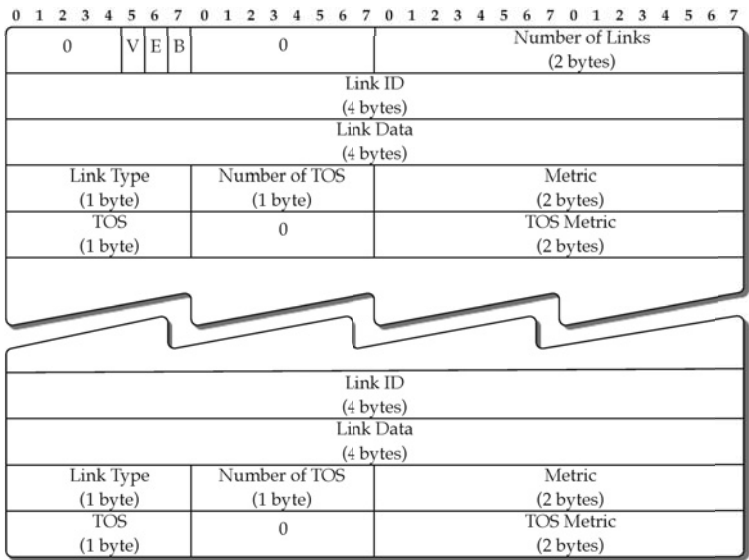 0 1 2 3 4 5 6 7 0 1 2 3 4 5 6 7 0 1 2 3 4 5 6 7 0 1 2 3 4 5 6 7
0 V E B 0 Number of Links
(2 bytes)
Link ID
(4 bytes)
Link Data
(4 bytes)
Link Type Number of TOS Metric
(1 byte) (1 byte) (2 bytes)
TOS 0 TOS Metric
(1 byte) (2 bytes)
Link ID
(4 bytes)
Link Data
(4 bytes)
Link Type Number of TOS Metric
(1 byte) (1 byte) (2 bytes)
TOS 0 TOS Metric
(1 byte) (2 bytes)